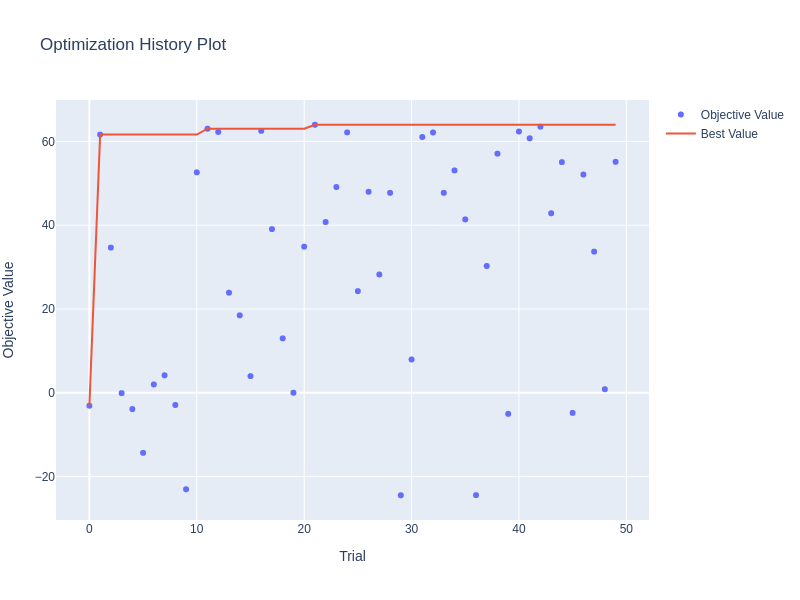 Optimization History Plot
Objective Value
Best Value
60
40
20
0
−20
Objective Value
0
10
20
30
40
50
Trial